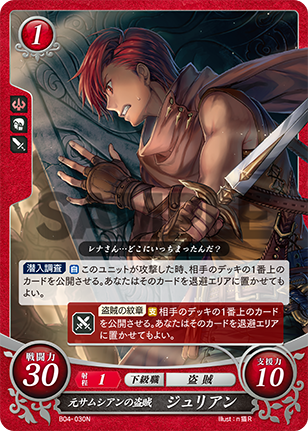 1
SAMPLE
レナさん…どこにいっちまったんだ？
潜入調査 自 このユニットが攻撃した時、相手のデッキの1番上の
カードを公開させる。あなたはそのカードを退避エリアに置かせても
よい。
盗賊の紋章 支 相手のデッキの1番上のカード
を公開させる。あなたはそのカードを退避エリアに
置かせてもよい。
戦闘力
30
射程 1 下級職 盗賊
支援力
10
元サムシアンの盗賊 ジュリアン
B04-030N
Illust：n猫R